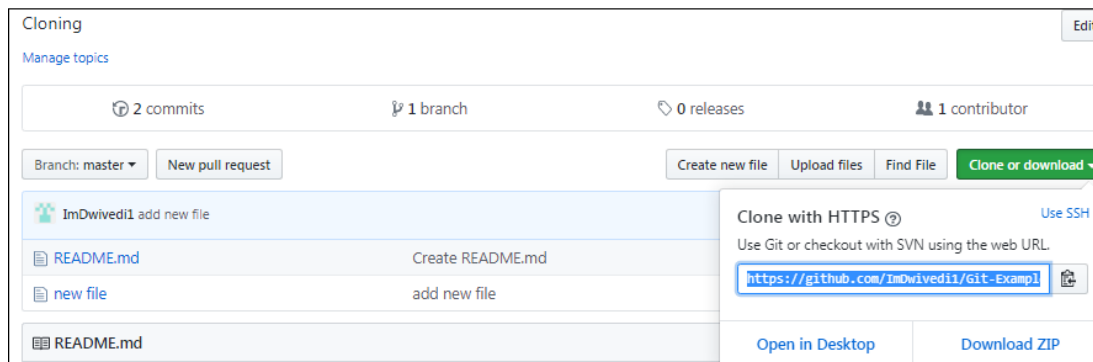 Cloning
Edit
Manage topics
2 commits 1 branch 0 releases 1 contributor
Branch: master New pull request Create new file Upload files Find File Clone or download
ImDwivedi1 add new file
README.md Create README.md
new file add new file
README.md
Clone with HTTPS Use SSH
Use Git or checkout with SVN using the web URL.
https://github.com/ImDwivedi1/Git-Exampl
Open in Desktop Download ZIP